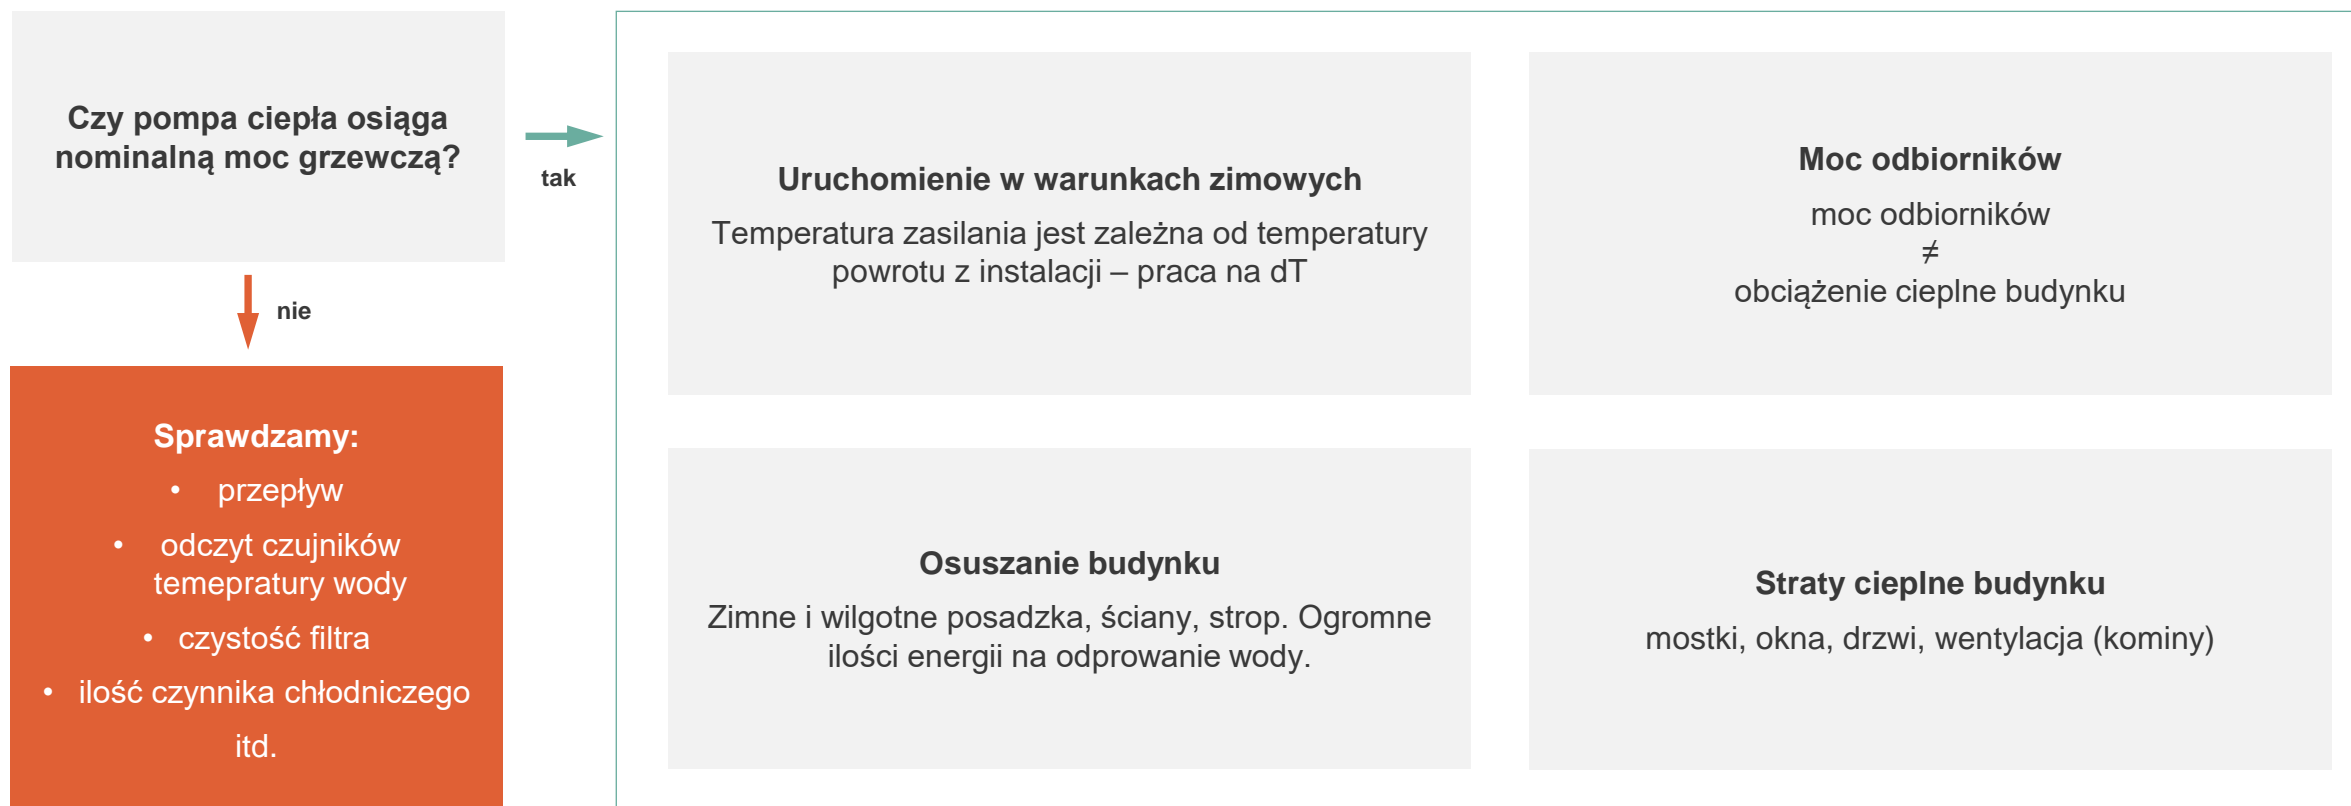 Czy pompa ciepła osiąga
nominalną moc grzewczą?
tak
nie
Sprawdzamy:
• przepływ
• odczyt czujników
temepratury wody
• czystość filtra
• ilość czynnika chłodniczego
itd.
Uruchomienie w warunkach zimowych
Temperatura zasilania jest zależna od temperatury
powrotu z instalacji – praca na dT
Moc odbiorników
moc odbiorników
≠
obciążenie cieplne budynku
Osuszanie budynku
Zimne i wilgotne posadzka, ściany, strop. Ogromne
ilości energii na odprowanie wody.
Straty cieplne budynku
mostki, okna, drzwi, wentylacja (kominy)